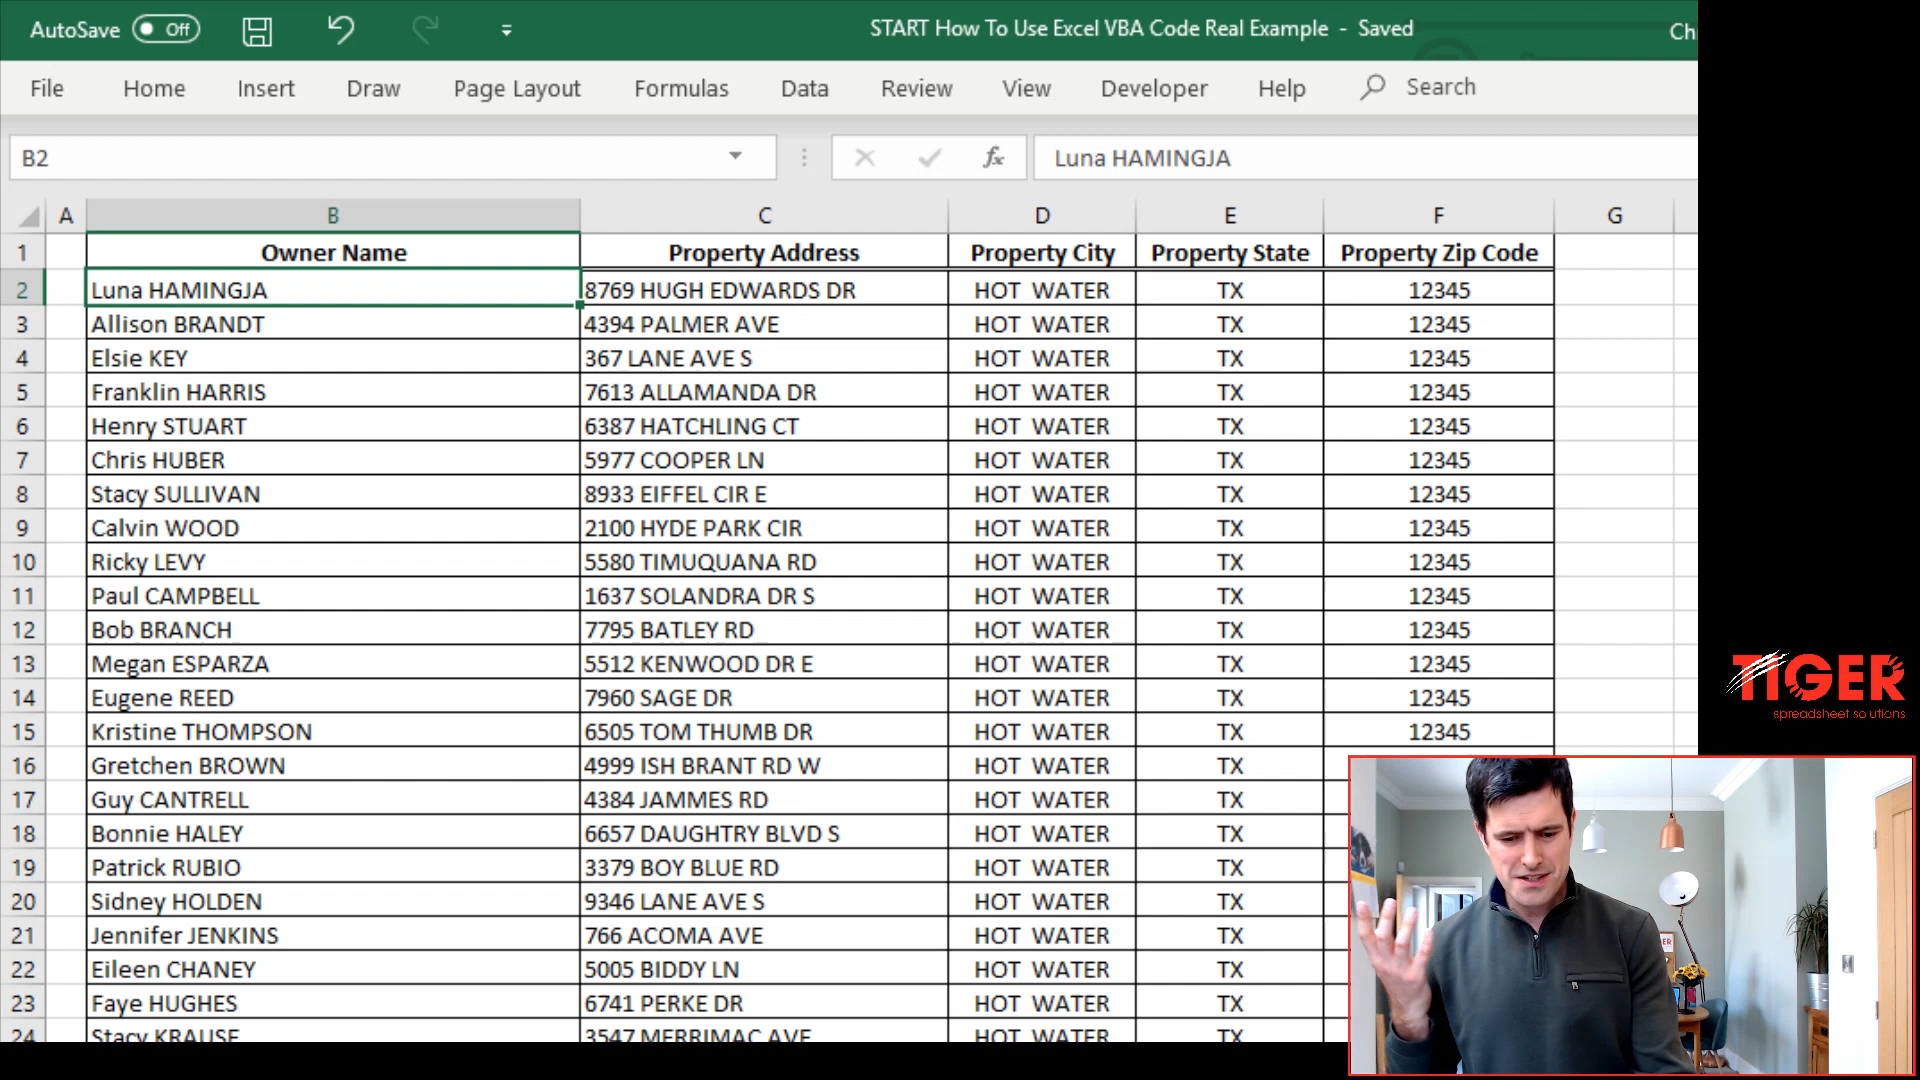 AutoSave Off START How To Use Excel VBA Code Real Example - Saved Ch
File Home Insert Draw Page Layout Formulas Data Review View Developer Help Search
B2 fx Luna HAMINGJA
A B C D E F G
1 Owner Name Property Address Property City Property State Property Zip Code
2 Luna HAMINGJA 8769 HUGH EDWARDS DR HOT WATER TX 12345
3 Allison BRANDT 4394 PALMER AVE HOT WATER TX 12345
4 Elsie KEY 367 LANE AVE S HOT WATER TX 12345
5 Franklin HARRIS 7613 ALLAMANDA DR HOT WATER TX 12345
6 Henry STUART 6387 HATCHLING CT HOT WATER TX 12345
7 Chris HUBER 5977 COOPER LN HOT WATER TX 12345
8 Stacy SULLIVAN 8933 EIFFEL CIR E HOT WATER TX 12345
9 Calvin WOOD 2100 HYDE PARK CIR HOT WATER TX 12345
10 Ricky LEVY 5580 TIMUQUANA RD HOT WATER TX 12345
11 Paul CAMPBELL 1637 SOLANDRA DR S HOT WATER TX 12345
12 Bob BRANCH 7795 BATLEY RD HOT WATER TX 12345
13 Megan ESPARZA 5512 KENWOOD DR E HOT WATER TX 12345
14 Eugene REED 7960 SAGE DR HOT WATER TX 12345
15 Kristine THOMPSON 6505 TOM THUMB DR HOT WATER TX 12345
16 Gretchen BROWN 4999 ISH BRANT RD W HOT WATER TX
17 Guy CANTRELL 4384 JAMMES RD HOT WATER TX
18 Bonnie HALEY 6657 DAUGHTRY BLVD S HOT WATER TX
19 Patrick RUBIO 3379 BOY BLUE RD HOT WATER TX
20 Sidney HOLDEN 9346 LANE AVE S HOT WATER TX
21 Jennifer JENKINS 766 ACOMA AVE HOT WATER TX
22 Eileen CHANEY 5005 BIDDY LN HOT WATER TX
23 Faye HUGHES 6741 PERKE DR HOT WATER TX
24 Stacy KRAUSE 3547 MERRIMAC AVE HOT WATER TX
TIGER
spreadsheet solutions